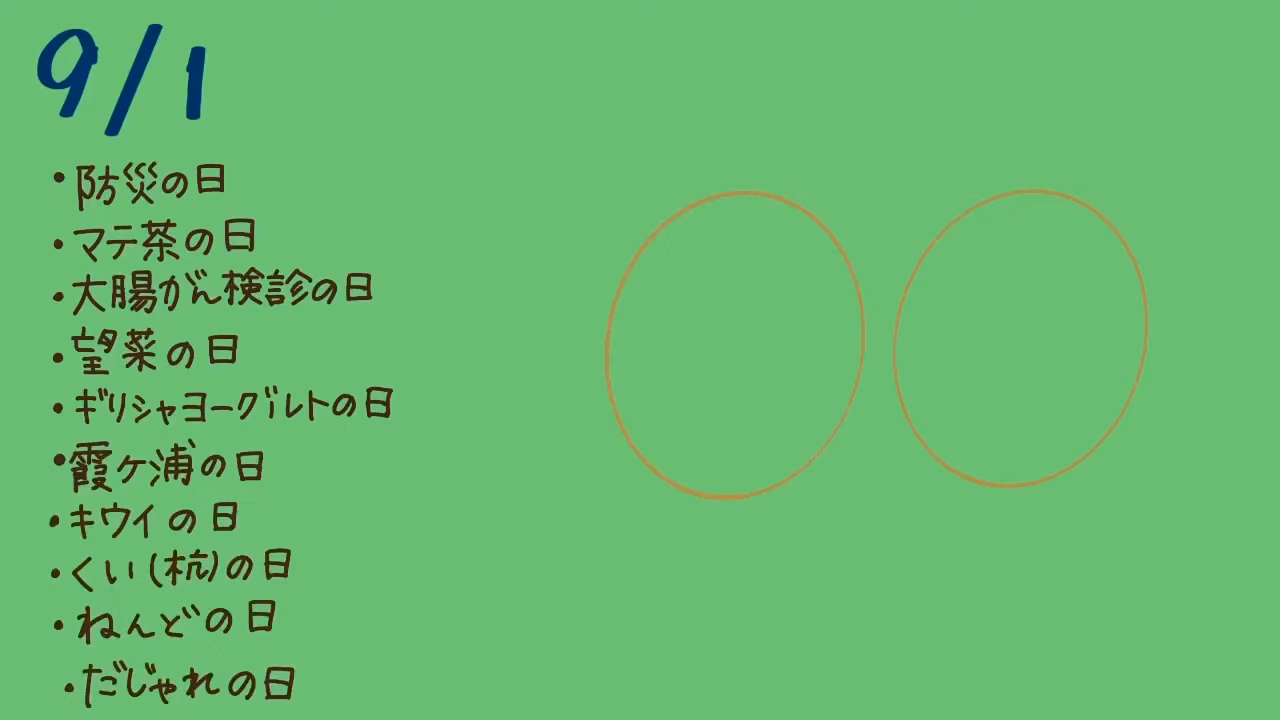 9/1
・防災の日
・マテ茶の日
・大腸がん検診の日
・望菜の日
・ギリシャヨーグルトの日
・霞ヶ浦の日
・キウイの日
・くい(杭)の日
・ねんどの日
・だじゃれの日